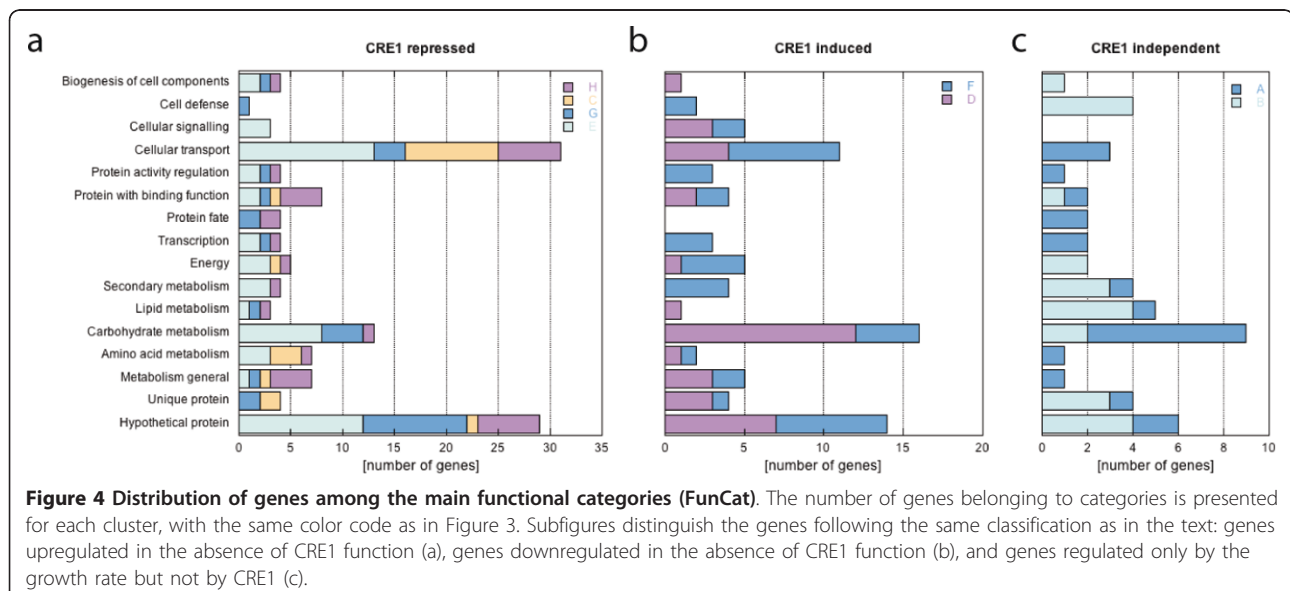 a
CRE1 repressed
b
CRE1 induced
c
CRE1 independent
Biogenesis of cell components
Cell defense
Cellular signalling
Cellular transport
Protein activity regulation
Protein with binding function
Protein fate
Transcription
Energy
Secondary metabolism
Lipid metabolism
Carbohydrate metabolism
Amino acid metabolism
Metabolism general
Unique protein
Hypothetical protein
H
C
G
E
F
D
A
B
0 5 10 15 20 25 30 35
[number of genes]
0 5 10 15 20
[number of genes]
0 2 4 6 8 10
[number of genes]
Figure 4 Distribution of genes among the main functional categories (FunCat). The number of genes belonging to categories is presented
for each cluster, with the same color code as in Figure 3. Subfigures distinguish the genes following the same classification as in the text: genes
upregulated in the absence of CRE1 function (a), genes downregulated in the absence of CRE1 function (b), and genes regulated only by the
growth rate but not by CRE1 (c).